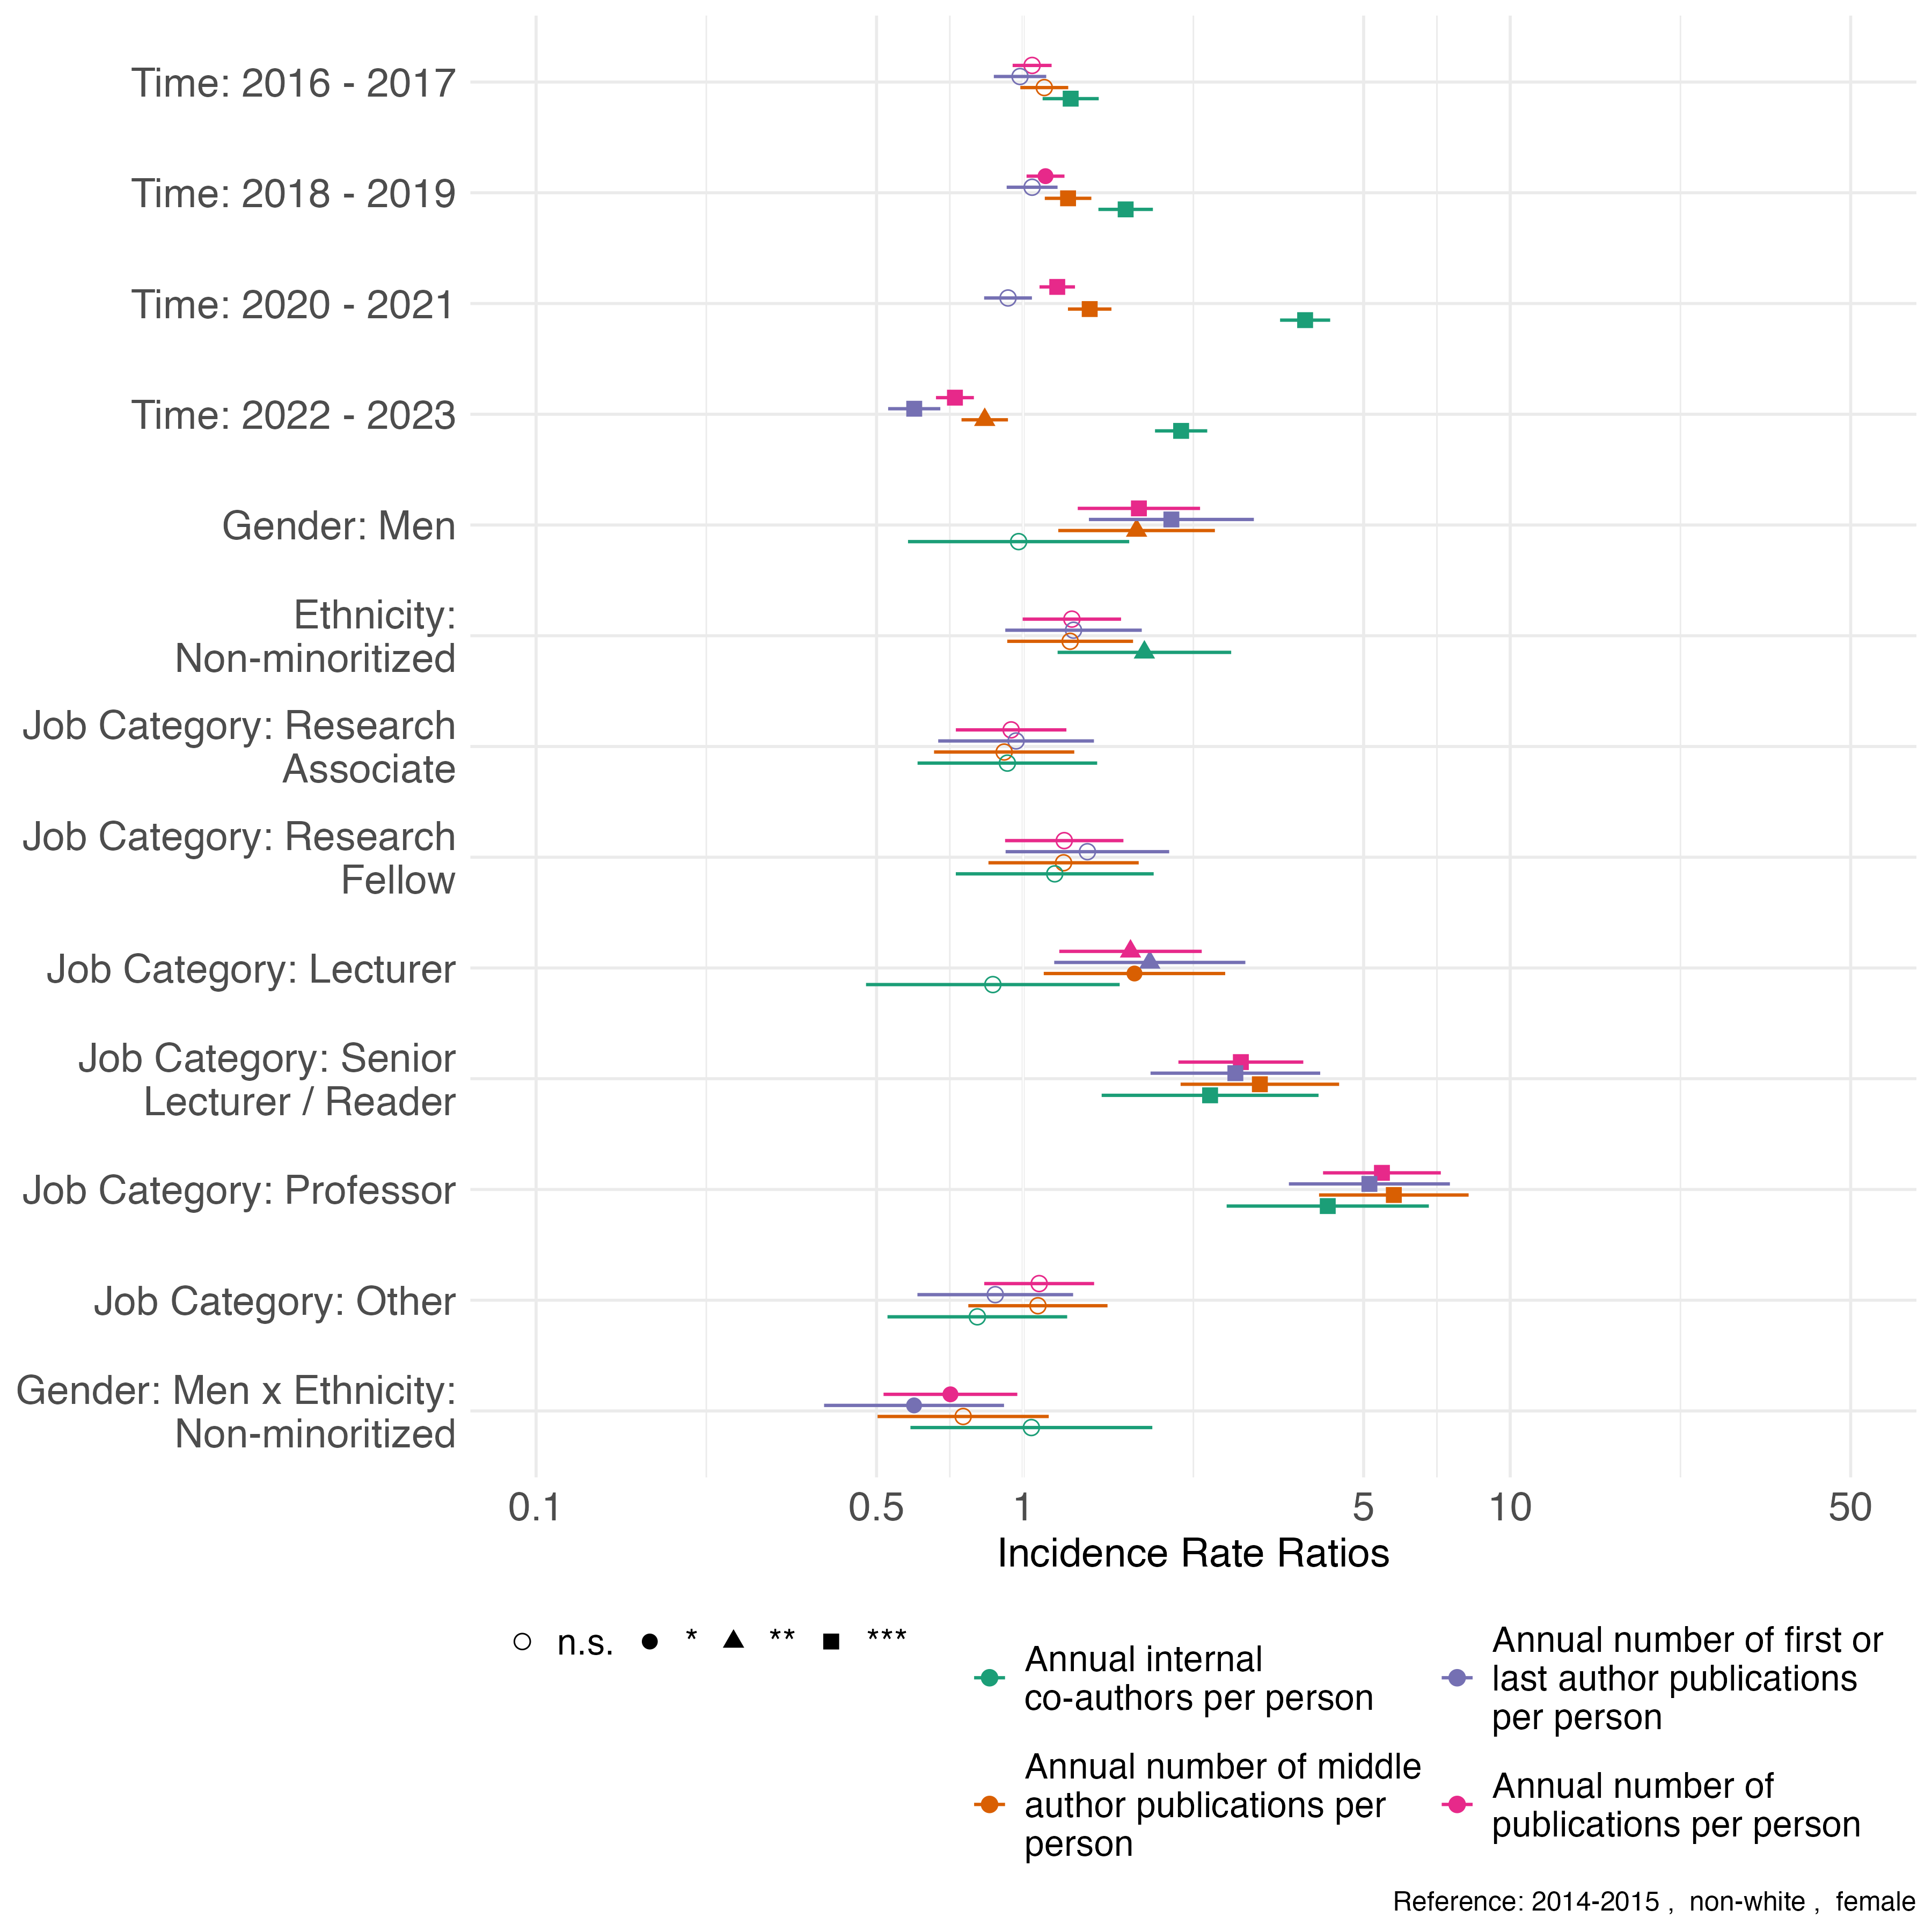 Time: 2016 - 2017
Time: 2018 - 2019
Time: 2020 - 2021
Time: 2022 - 2023
Gender: Men
Ethnicity:
Non-minoritized
Job Category: Research
Associate
Job Category: Research
Fellow
Job Category: Lecturer
Job Category: Senior
Lecturer / Reader
Job Category: Professor
Job Category: Other
Gender: Men x Ethnicity:
Non-minoritized
0.1 0.5 1 5 10 50
Incidence Rate Ratios
n.s. * ** ***
Annual internal
co-authors per person
Annual number of middle
author publications per
person
Annual number of first or
last author publications
per person
Annual number of
publications per person
Reference: 2014-2015 , non-white , female